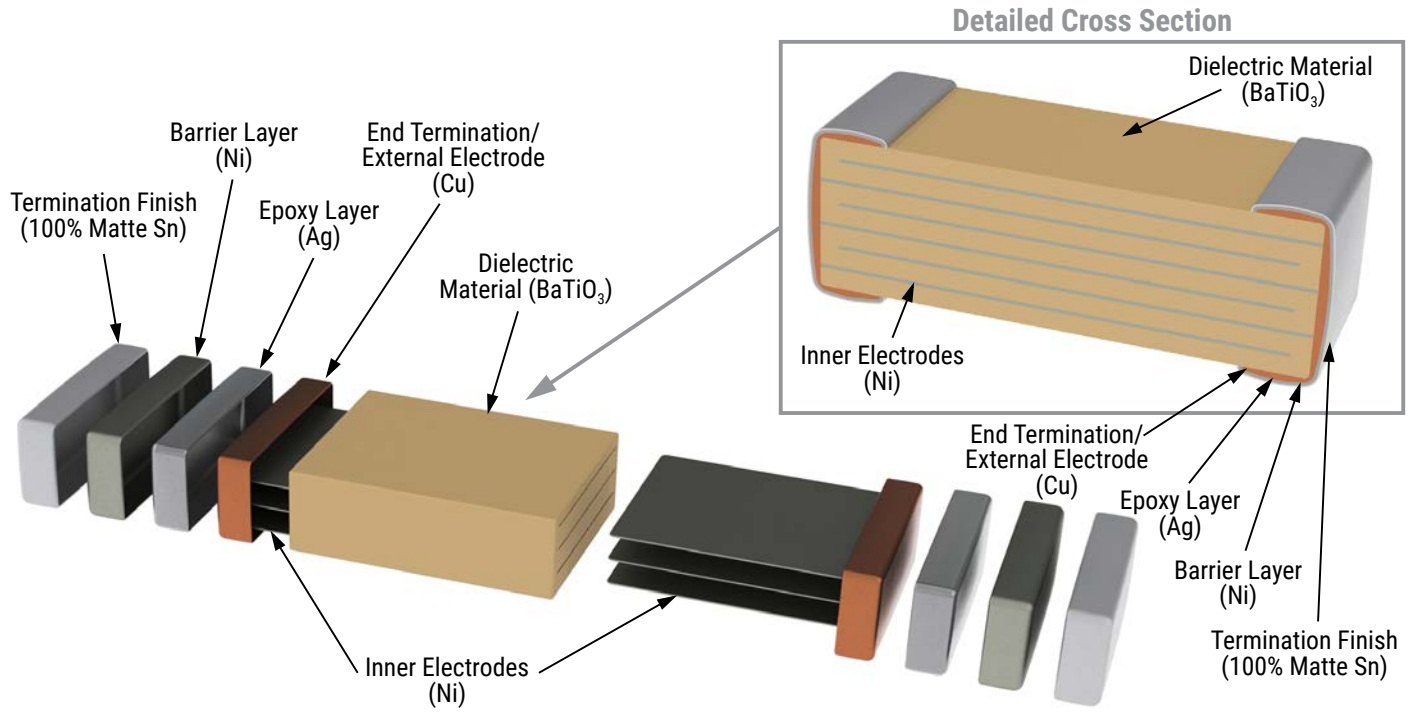 Detailed Cross Section
Dielectric Material
(BaTiO₃)
Barrier Layer
(Ni)
End Termination/
External Electrode
(Cu)
Termination Finish
(100% Matte Sn)
Epoxy Layer
(Ag)
Dielectric
Material (BaTiO₃)
Inner Electrodes
(Ni)
End Termination/
External Electrode
(Cu)
Epoxy Layer
(Ag)
Barrier Layer
(Ni)
Termination Finish
(100% Matte Sn)
Inner Electrodes
(Ni)